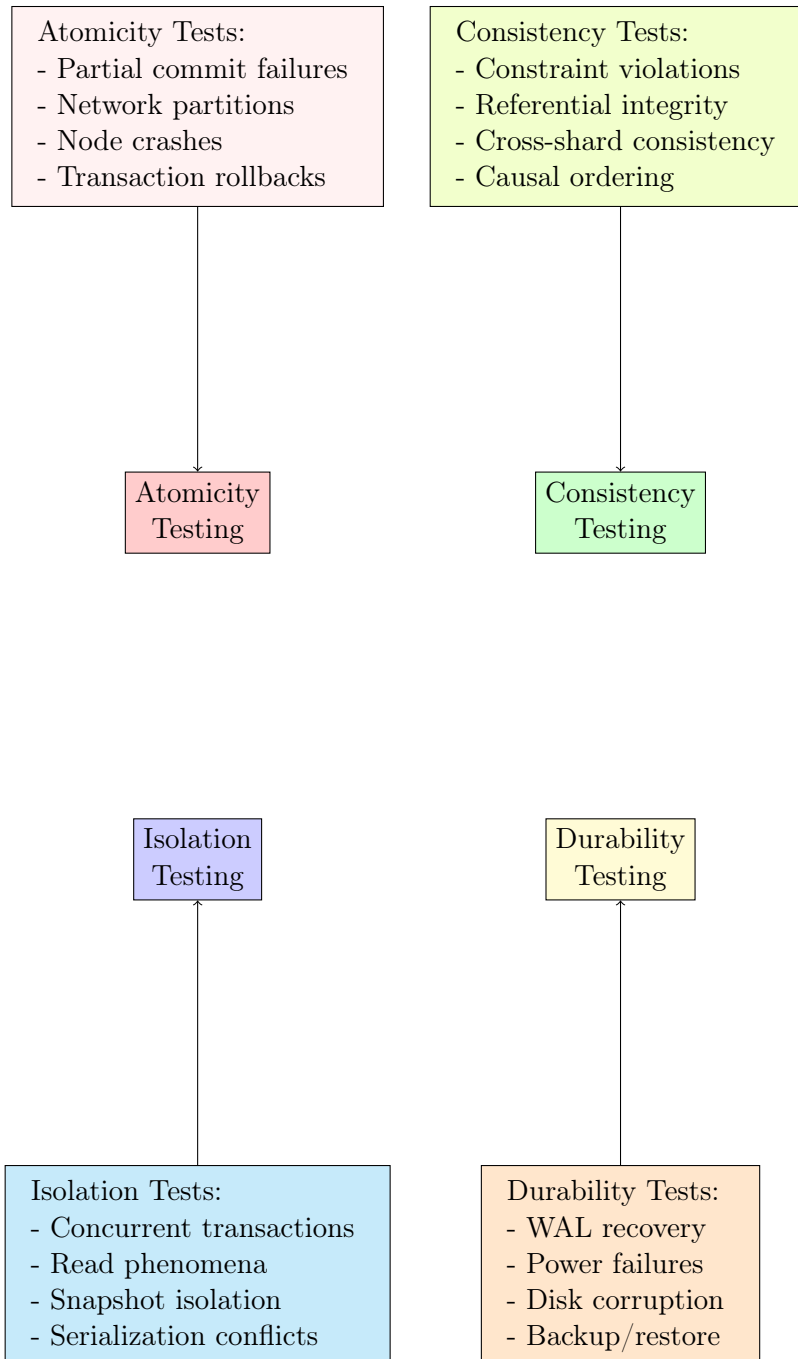 Atomicity Tests:
- Partial commit failures
- Network partitions
- Node crashes
- Transaction rollbacks
Consistency Tests:
- Constraint violations
- Referential integrity
- Cross-shard consistency
- Causal ordering
Atomicity
Testing
Consistency
Testing
Isolation
Testing
Durability
Testing
Isolation Tests:
- Concurrent transactions
- Read phenomena
- Snapshot isolation
- Serialization conflicts
Durability Tests:
- WAL recovery
- Power failures
- Disk corruption
- Backup/restore